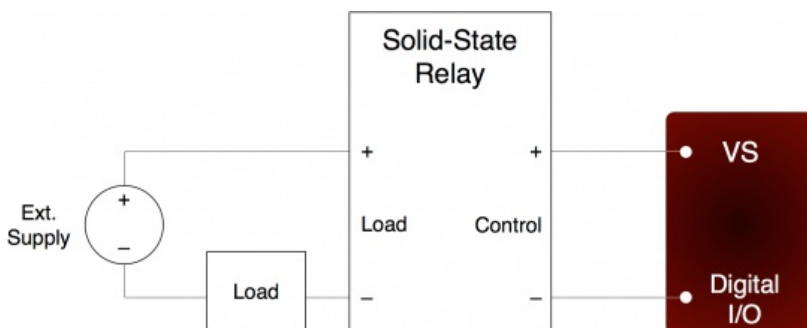 Solid-State
Relay
+
+
VS
+
Ext.
Supply
Load
Control
−
Load
−
−
Digital
I/O